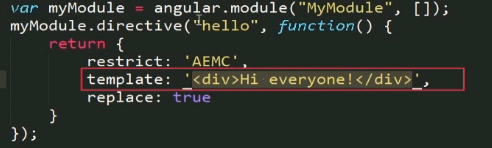 var myModule = angular.module("MyModule", []);
myModule.directive("hello", function() {
    return {
        restrict: 'AEMC',
        template: '<div>Hi everyone!</div>',
        replace: true
    }
});